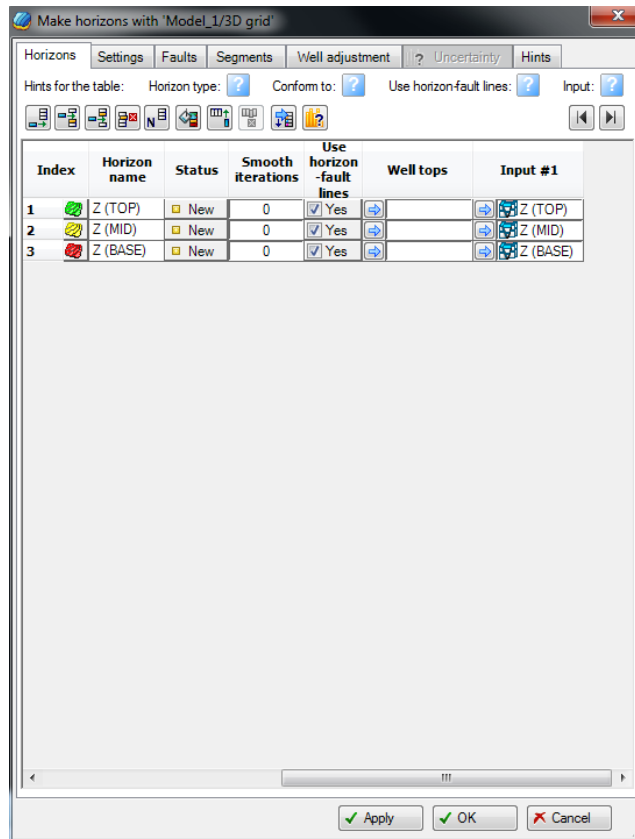 Make horizons with 'Model_1/3D grid'
Horizons Settings Faults Segments Well adjustment ? Uncertainty Hints
Hints for the table: Horizon type: ? Conform to: ? Use horizon-fault lines: ? Input: ?
Index Horizon name Status Smooth iterations Use horizon -fault lines Well tops Input #1
1 Z (TOP) New 0 Yes Z (TOP)
2 Z (MID) New 0 Yes Z (MID)
3 Z (BASE) New 0 Yes Z (BASE)
Apply OK Cancel